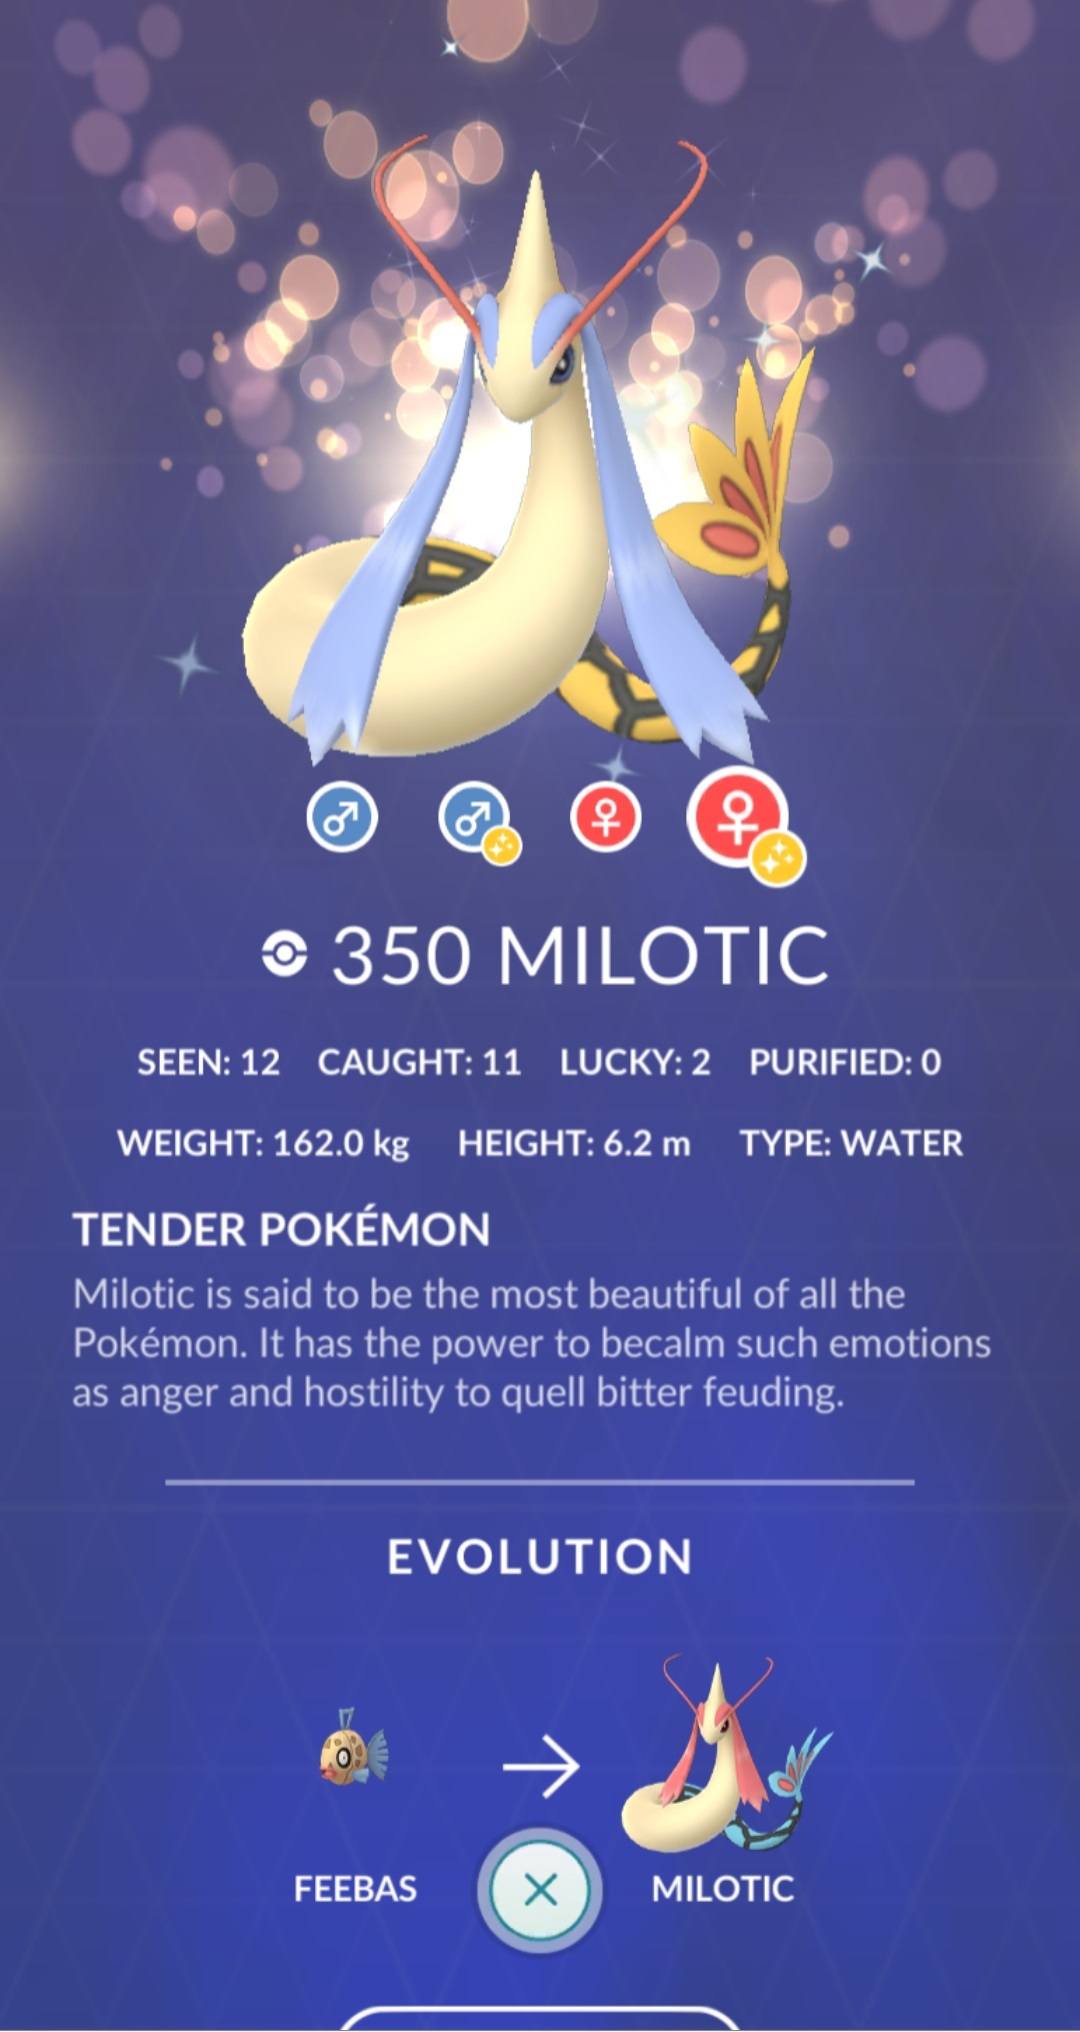 350 MILOTIC
SEEN: 12 CAUGHT: 11 LUCKY: 2 PURIFIED: 0
WEIGHT: 162.0 kg HEIGHT: 6.2 m TYPE: WATER
TENDER POKÉMON
Milotic is said to be the most beautiful of all the
Pokémon. It has the power to becalm such emotions
as anger and hostility to quell bitter feuding.
EVOLUTION
FEEBAS MILOTIC